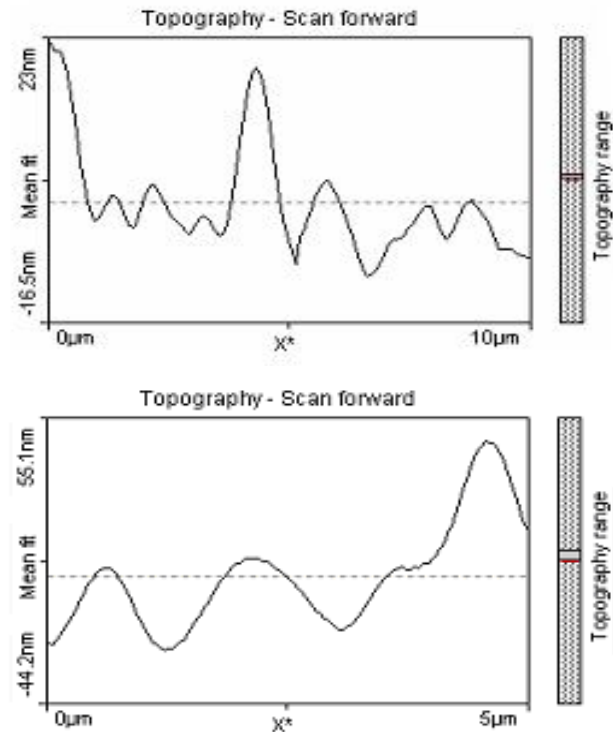 Topography - Scan forward
23nm
Mean fit
-16.5nm
0µm
X*
10µm
Topography range
Topography - Scan forward
55.1nm
Mean fit
-44.2nm
0µm
X*
5µm
Topography range